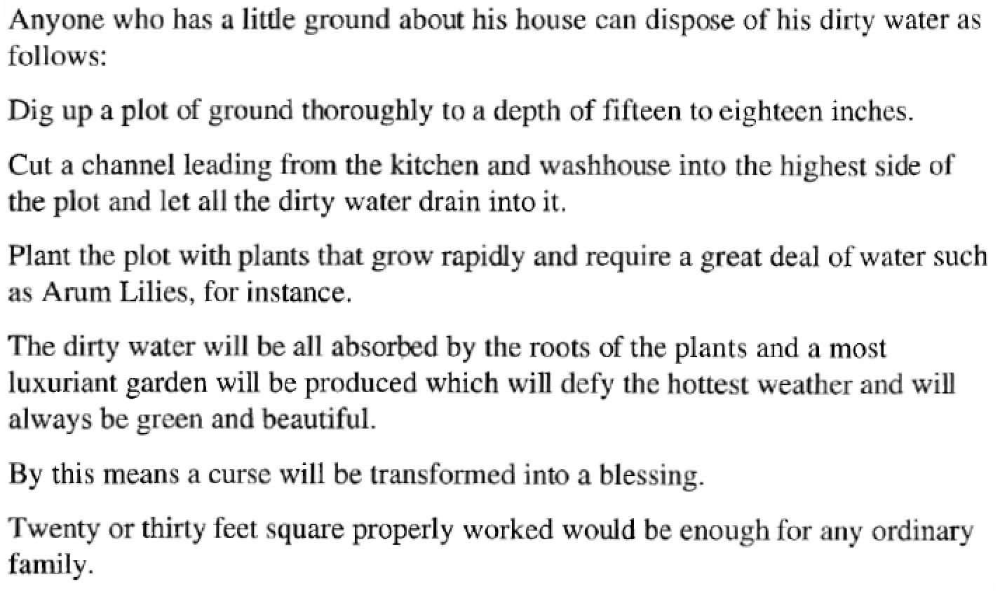 Anyone who has a little ground about his house can dispose of his dirty water as
follows:
Dig up a plot of ground thoroughly to a depth of fifteen to eighteen inches.
Cut a channel leading from the kitchen and washhouse into the highest side of
the plot and let all the dirty water drain into it.
Plant the plot with plants that grow rapidly and require a great deal of water such
as Arum Lilies, for instance.
The dirty water will be all absorbed by the roots of the plants and a most
luxuriant garden will be produced which will defy the hottest weather and will
always be green and beautiful.
By this means a curse will be transformed into a blessing.
Twenty or thirty feet square properly worked would be enough for any ordinary
family.